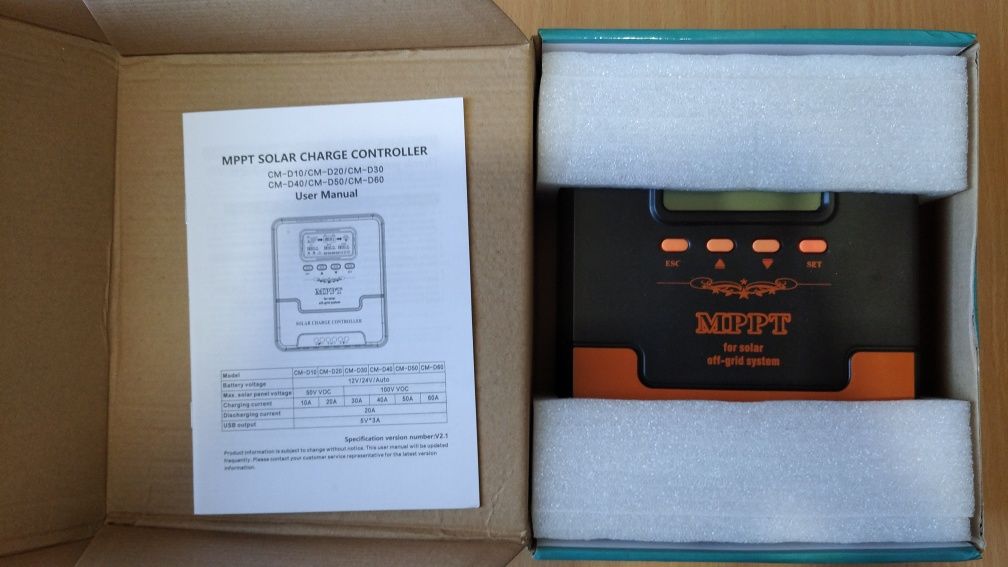 MPPT SOLAR CHARGE CONTROLLER
CM-D10/CM-D20/CM-D30
CM-D40/CM-D50/CM-D60
User Manual
MPPT
for solar
off-grid system
SOLAR CHARGE CONTROLLER
Model CM-D10 CM-D20 CM-D30 CM-D40 CM-D50 CM-D60
Battery voltage 12V/24V/Auto
Max. solar panel voltage 60V VOC 100V VOC
Charging current 10A 20A 30A 40A 50A 60A
Discharging current 20A
USB output 5V*3A
Specification version number:V2.1
Product information is subject to change without notice. This user manual will be updated
frequently. Please contact your customer service representative for the latest version
information.
ESC SET
MPPT
for solar
off-grid system